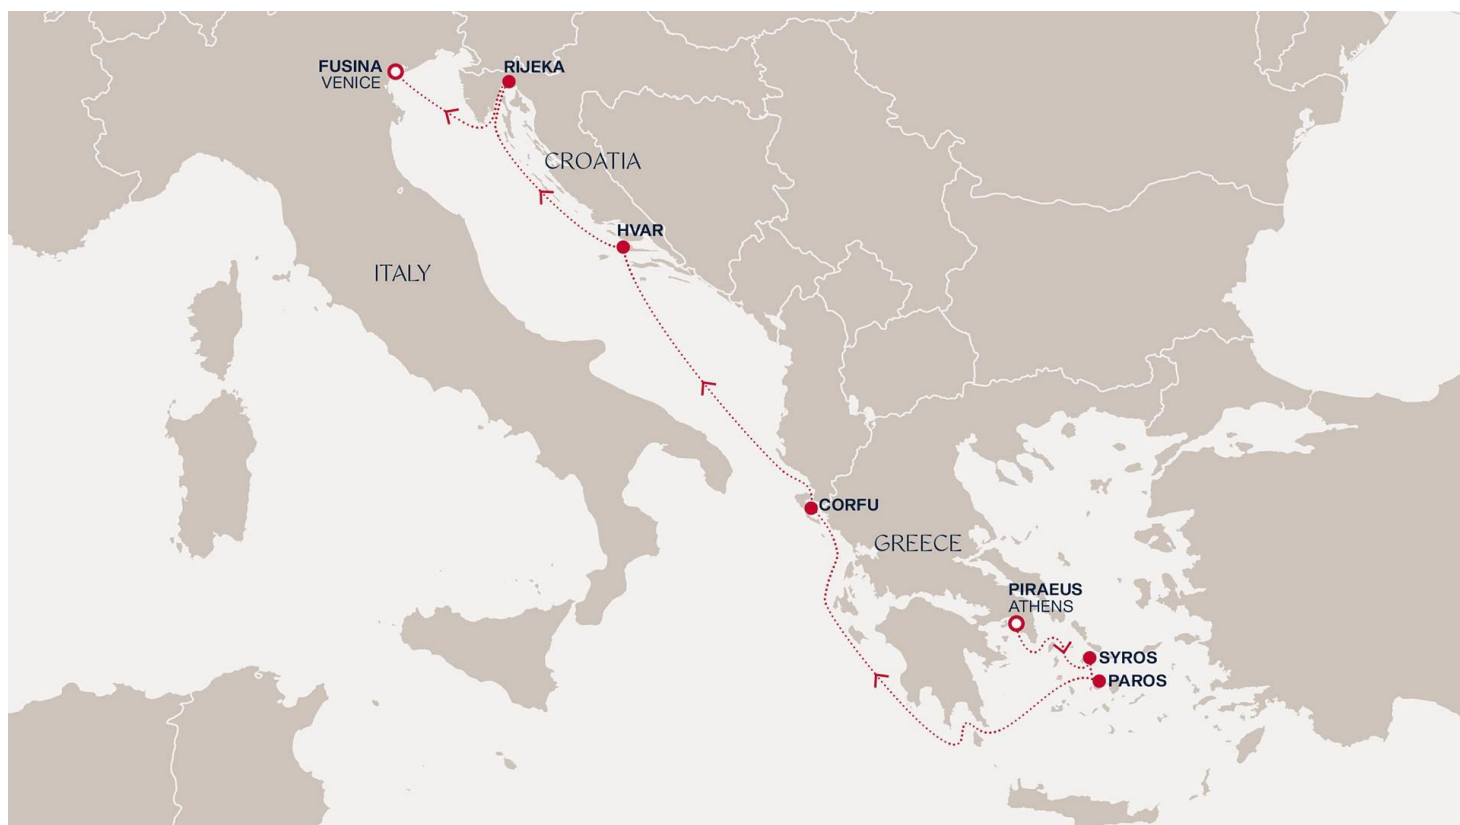 FUSINA
VENICE
RIJEKA
CROATIA
HVAR
ITALY
CORFU
GREECE
PIRAEUS
ATHENS
SYROS
PAROS